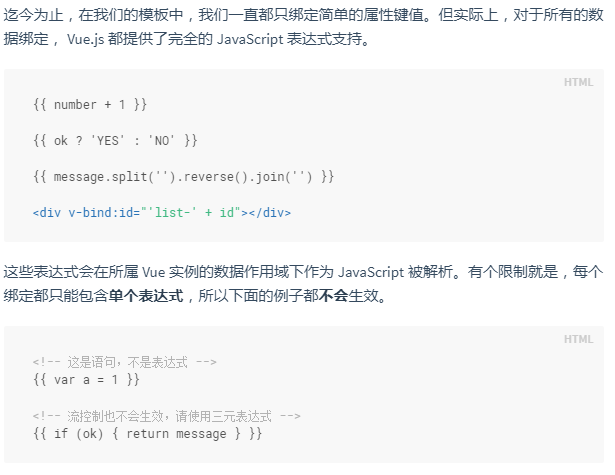 迄今为止，在我们的模板中，我们一直都只绑定简单的属性键值。但实际上，对于所有的数
据绑定， Vue.js 都提供了完全的 JavaScript 表达式支持。
HTML
{{ number + 1 }}
{{ ok ? 'YES' : 'NO' }}
{{ message.split('').reverse().join('') }}
<div v-bind:id="'list-' + id"></div>
这些表达式会在所属 Vue 实例的数据作用域下作为 JavaScript 被解析。有个限制就是，每个
绑定都只能包含单个表达式，所以下面的例子都不会生效。
HTML
<!-- 这是语句，不是表达式 -->
{{ var a = 1 }}
<!-- 流控制也不会生效，请使用三元表达式 -->
{{ if (ok) { return message } }}